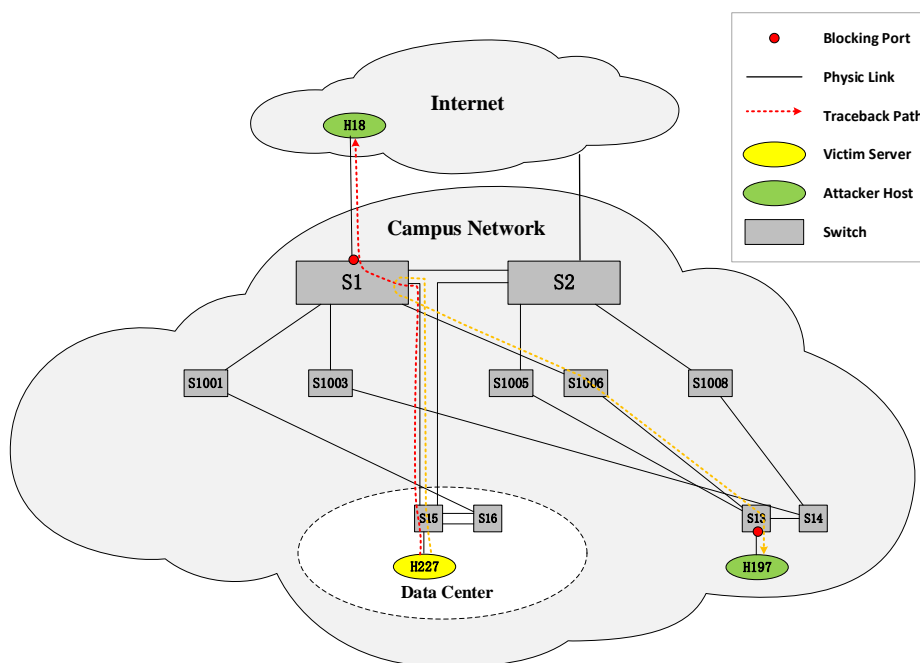 Blocking Port
Physic Link
Traceback Path
Victim Server
Attacker Host
Switch
Internet
H18
Campus Network
S1
S2
S1001
S1003
S1005
S1006
S1008
S15
S16
S13
S14
H227
H197
Data Center